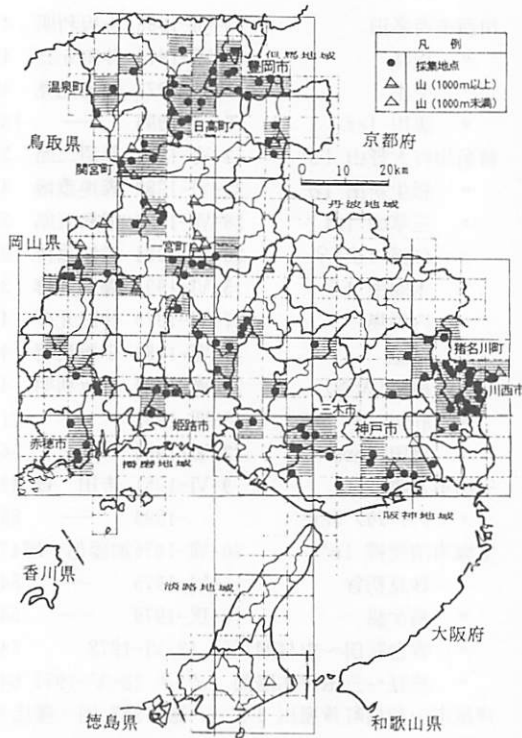 凡 例
採集地点
山 (1000m以上)
山 (1000m未満)
但馬地域
豊岡市
温泉町
鳥取県
日高町
京都府
関宮町
0 10 20km
丹波地域
岡山県
一宮町
猪名川町
川西市
三木市
神戸市
姫路市
赤穂市
播磨地域
阪神地域
香川県
淡路地域
大阪府
徳島県
和歌山県